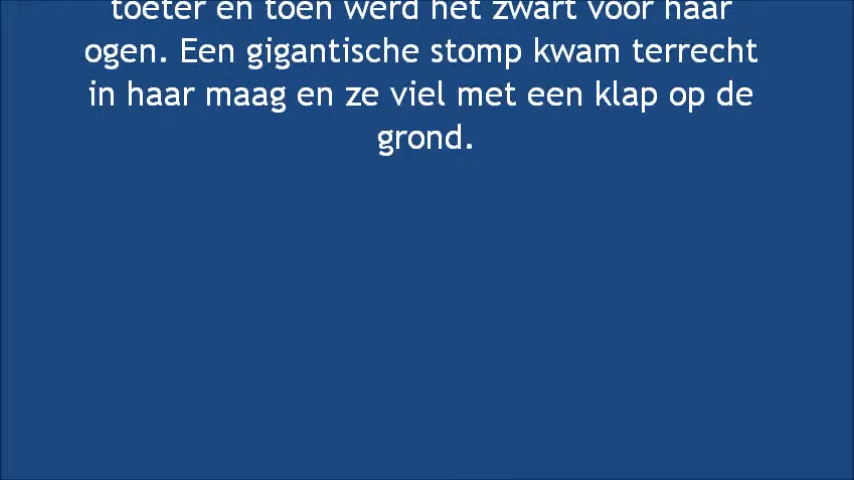 toeter en toen werd het zwart voor haar
ogen. Een gigantische stomp kwam terrecht
in haar maag en ze viel met een klap op de
grond.